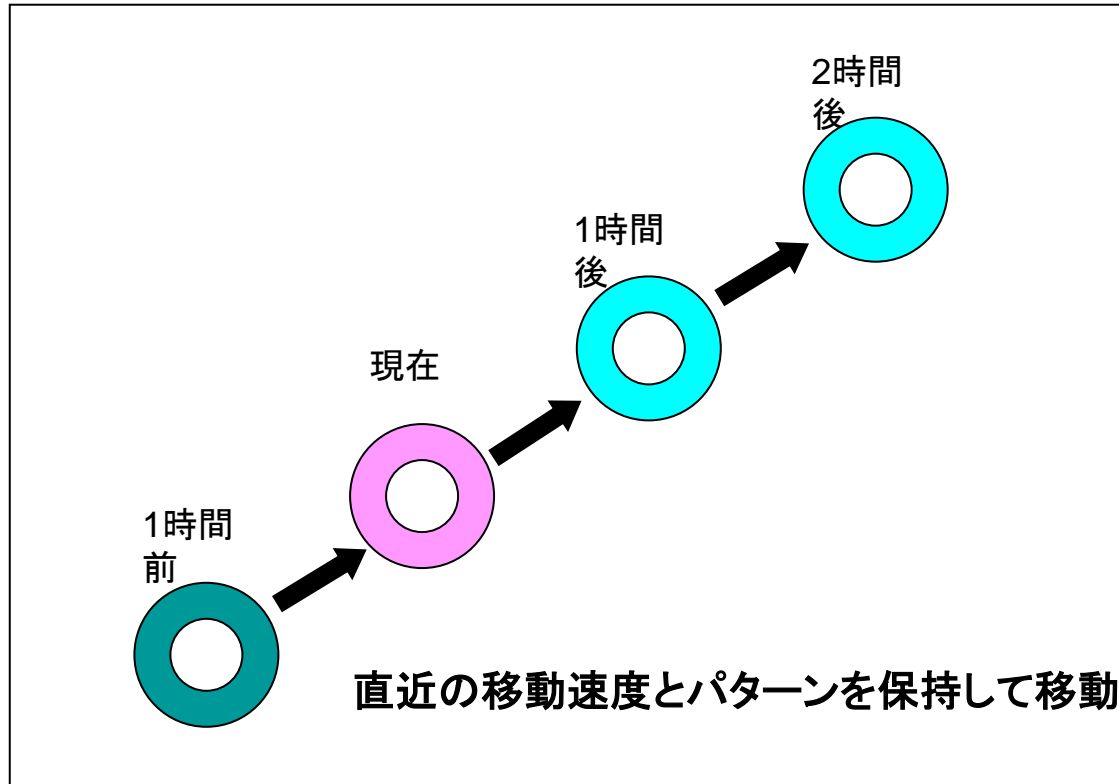 2時間
後
1時間
後
現在
1時間
前
直近の移動速度とパターンを保持して移動